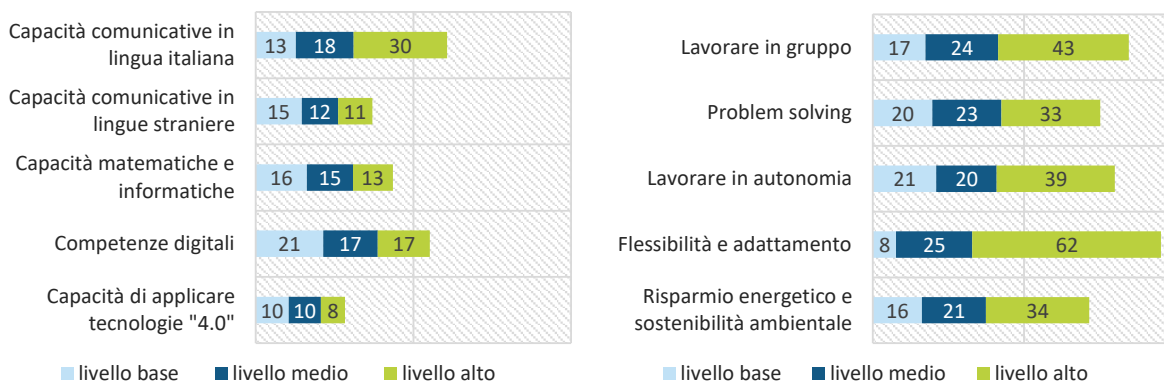 Capacità comunicative in
lingua italiana
13 18 30
Capacità comunicative in
lingue straniere
15 12 11
Capacità matematiche e
informatiche
16 15 13
Competenze digitali
21 17 17
Capacità di applicare
tecnologie "4.0"
10 10 8
livello base livello medio livello alto
Lavorare in gruppo
17 24 43
Problem solving
20 23 33
Lavorare in autonomia
21 20 39
Flessibilità e adattamento
8 25 62
Risparmio energetico e
sostenibilità ambientale
16 21 34
livello base livello medio livello alto